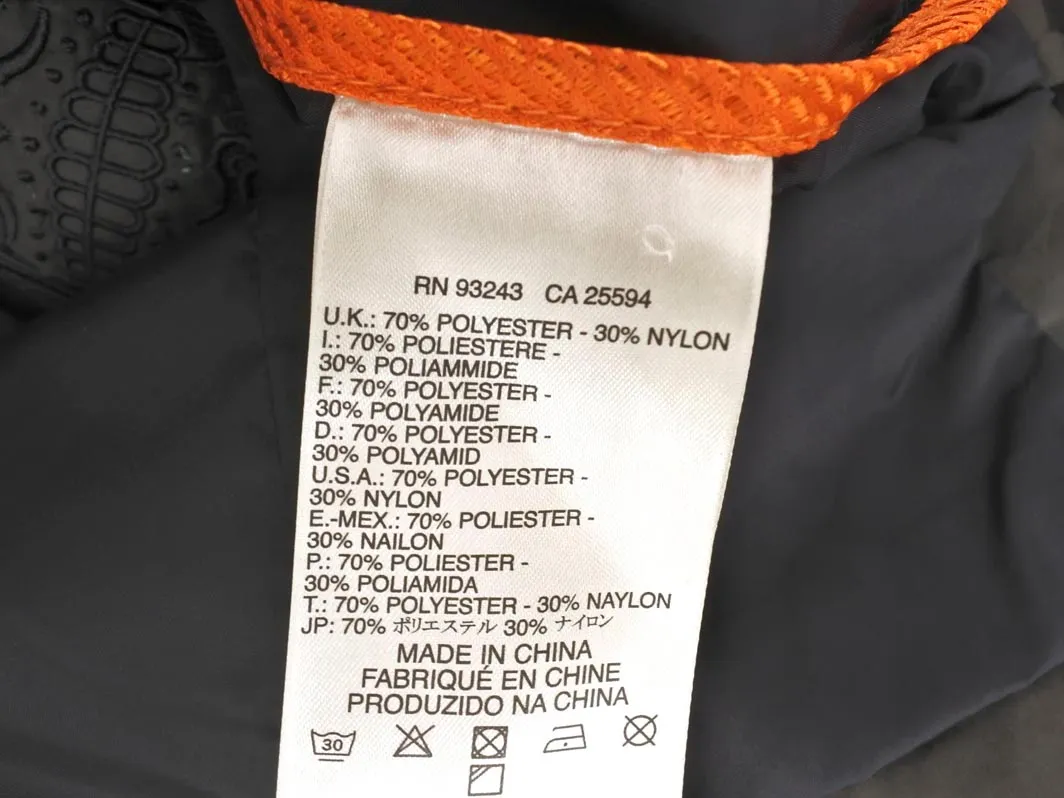 RN 93243 CA 25594
U.K.: 70% POLYESTER - 30% NYLON
I.: 70% POLIESTERE -
30% POLIAMMIDE
F.: 70% POLYESTER -
30% POLYAMIDE
D.: 70% POLYESTER -
30% POLYAMID
U.S.A.: 70% POLYESTER -
30% NYLON
E.-MEX.: 70% POLIESTER -
30% NAILON
P.: 70% POLIESTER -
30% POLIAMIDA
T.: 70% POLYESTER - 30% NAYLON
JP: 70% ポリエステル 30% ナイロン
MADE IN CHINA
FABRIQUÉ EN CHINE
PRODUZIDO NA CHINA
30